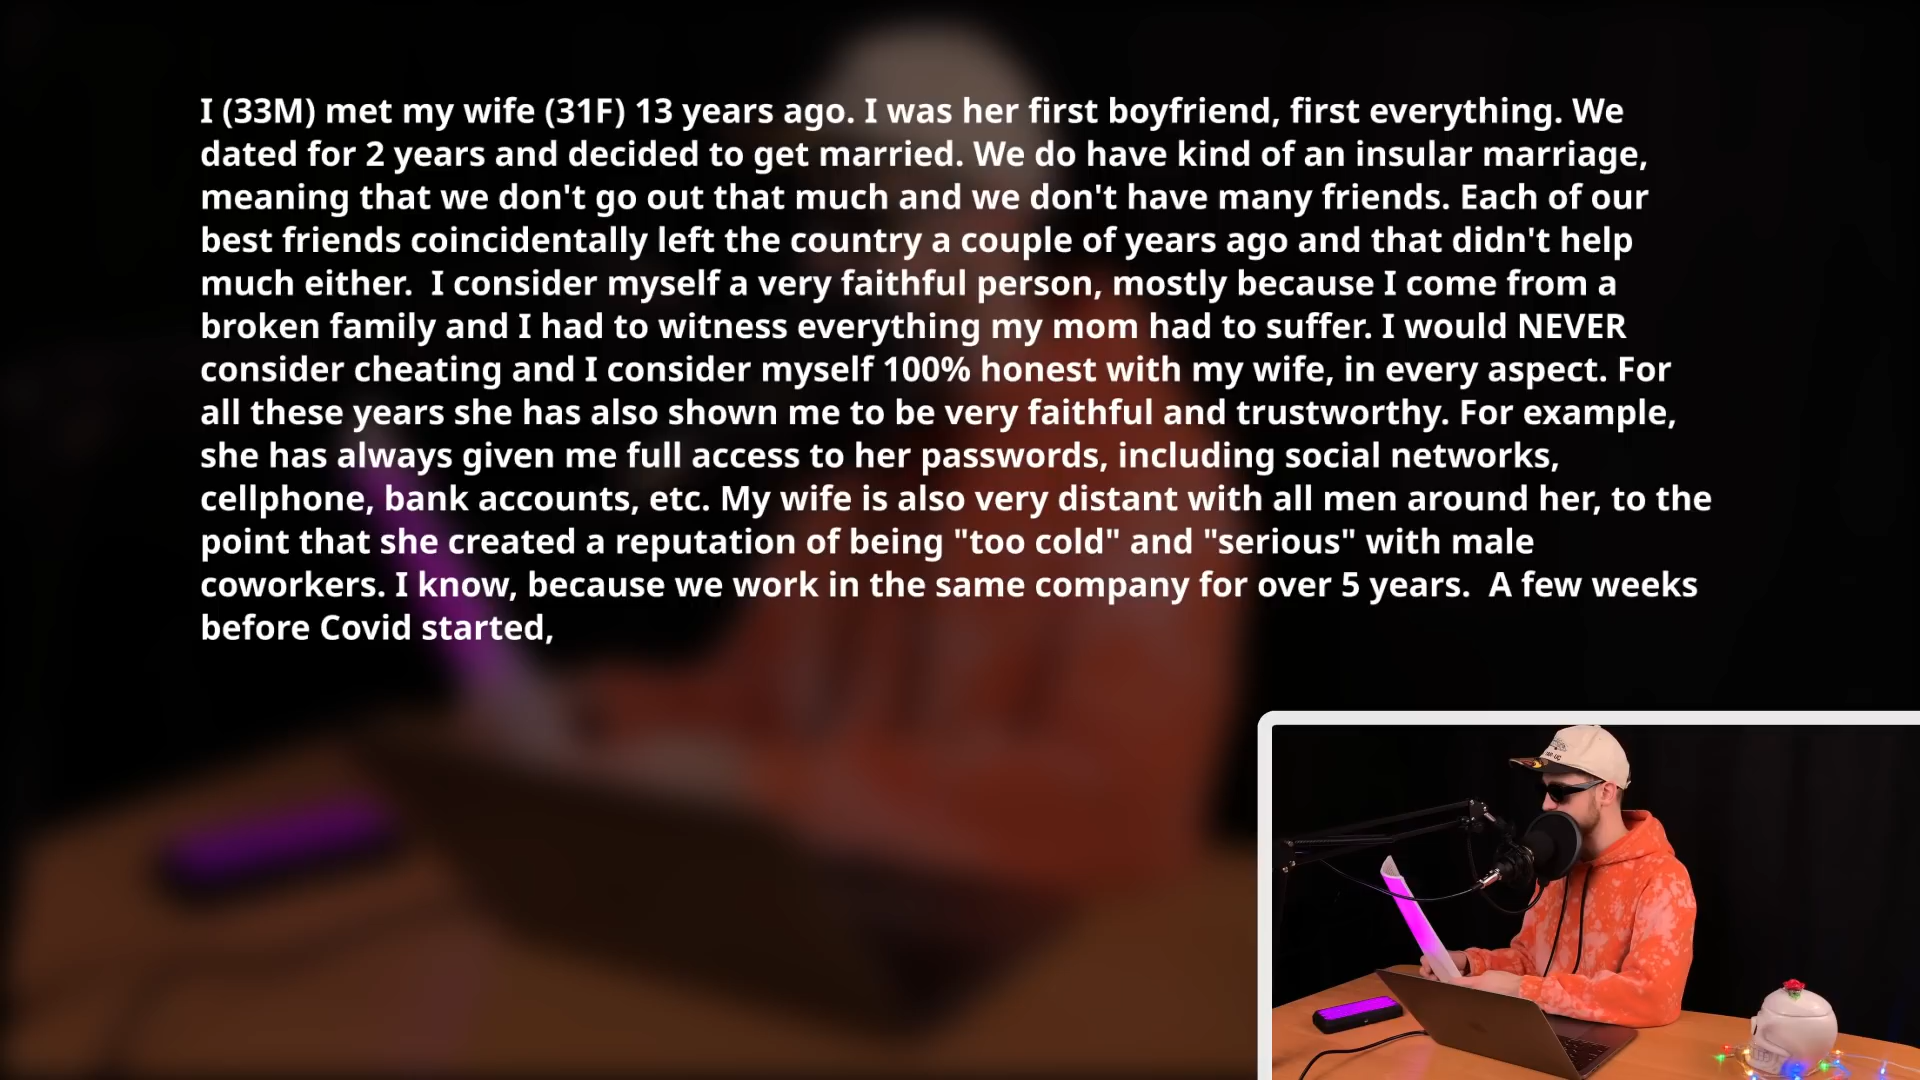 I (33M) met my wife (31F) 13 years ago. I was her first boyfriend, first everything. We
dated for 2 years and decided to get married. We do have kind of an insular marriage,
meaning that we don't go out that much and we don't have many friends. Each of our
best friends coincidentally left the country a couple of years ago and that didn't help
much either.  I consider myself a very faithful person, mostly because I come from a
broken family and I had to witness everything my mom had to suffer. I would NEVER
consider cheating and I consider myself 100% honest with my wife, in every aspect. For
all these years she has also shown me to be very faithful and trustworthy. For example,
she has always given me full access to her passwords, including social networks,
cellphone, bank accounts, etc. My wife is also very distant with all men around her, to the
point that she created a reputation of being "too cold" and "serious" with male
coworkers. I know, because we work in the same company for over 5 years.  A few weeks
before Covid started,